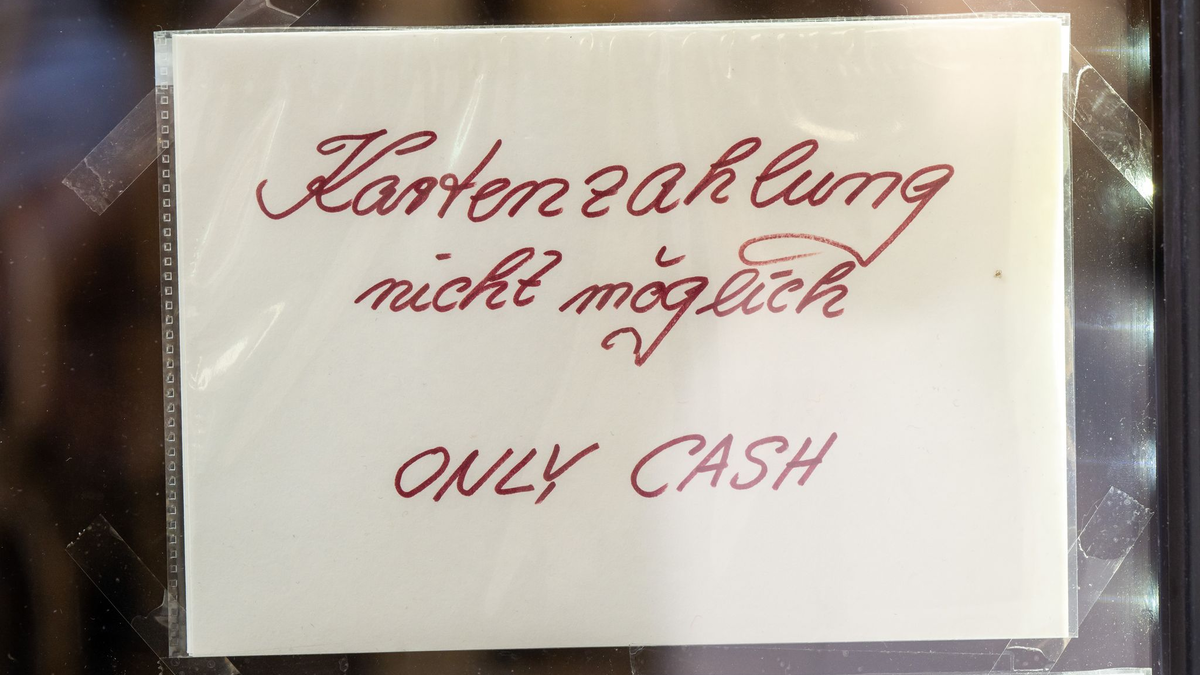 Kartenzahlung
nicht möglich
ONLY CASH